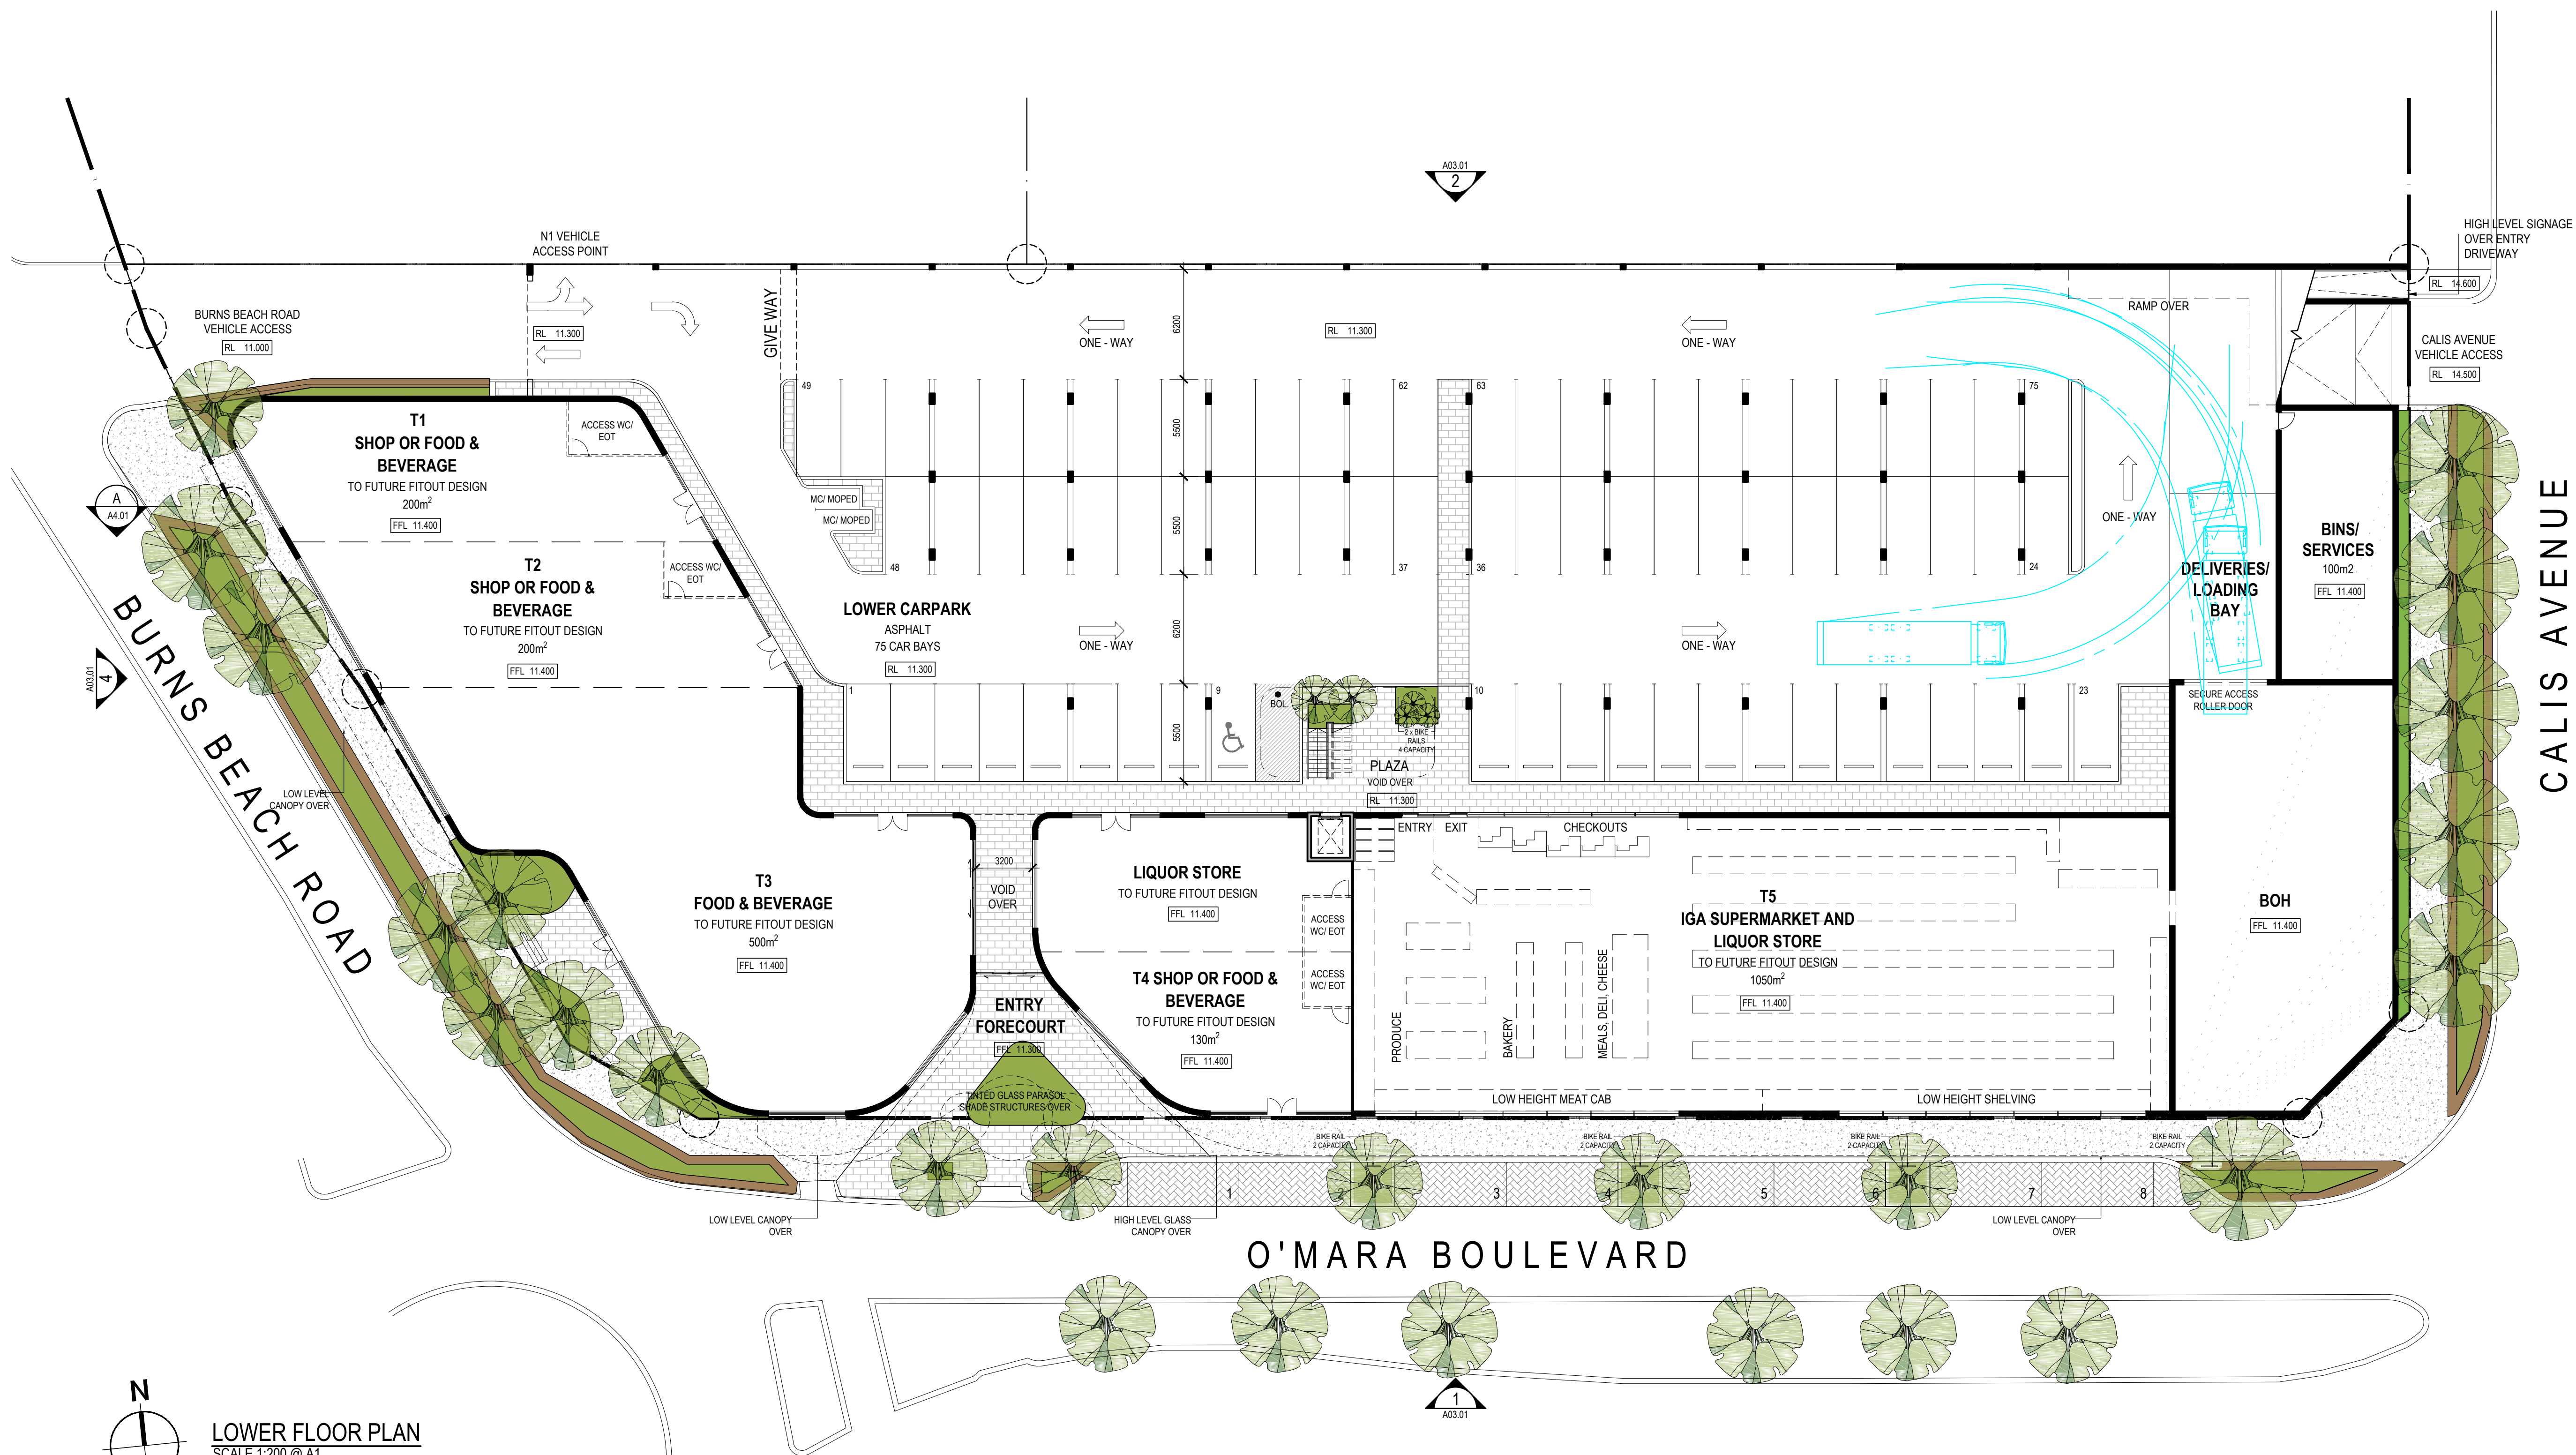 A03.01
2
N1 VEHICLE
ACCESS POINT
HIGH LEVEL SIGNAGE
OVER ENTRY
DRIVEWAY
RL 14.600
BURNS BEACH ROAD
VEHICLE ACCESS
RL 11.000
RL 11.300
GIVE WAY
ONE - WAY
6200
RL 11.300
ONE - WAY
RAMP OVER
CALIS AVENUE
VEHICLE ACCESS
RL 14.500
49
62
63
75
T1
SHOP OR FOOD &
BEVERAGE
TO FUTURE FITOUT DESIGN
200m2
FFL 11.400
ACCESS WC/
EOT
5500
A
A4.01
MC/ MOPED
MC/ MOPED
5500
ONE - WAY
48
37
36
24
T2
SHOP OR FOOD &
BEVERAGE
TO FUTURE FITOUT DESIGN
200m2
FFL 11.400
ACCESS WC/
EOT
DELIVERIES/
LOADING
BAY
BINS/
SERVICES
100m2
FFL 11.400
LOWER CARPARK
ASPHALT
75 CAR BAYS
RL 11.300
ONE - WAY
6200
ONE - WAY
A03.01
4
BURNS BEACH ROAD
CALIS AVENUE
1
9
10
23
BOL.
5500
2 x BIKE
RAILS
4 CAPACITY
PLAZA
VOID OVER
RL 11.300
SECURE ACCESS
ROLLER DOOR
LOW LEVEL
CANOPY OVER
ENTRY
EXIT
CHECKOUTS
3200
VOID
OVER
T3
FOOD & BEVERAGE
TO FUTURE FITOUT DESIGN
500m2
FFL 11.400
LIQUOR STORE
TO FUTURE FITOUT DESIGN
FFL 11.400
ACCESS
WC/ EOT
ACCESS
WC/ EOT
T4 SHOP OR FOOD &
BEVERAGE
TO FUTURE FITOUT DESIGN
130m2
FFL 11.400
T5
IGA SUPERMARKET AND
LIQUOR STORE
TO FUTURE FITOUT DESIGN
1050m2
FFL 11.400
BOH
FFL 11.400
ENTRY
FORECOURT
FFL 11.300
TINTED GLASS PARASOL
SHADE STRUCTURES OVER
PRODUCE
BAKERY
MEALS, DELI, CHEESE
LOW HEIGHT MEAT CAB
LOW HEIGHT SHELVING
BIKE RAIL
2 CAPACITY
BIKE RAIL
2 CAPACITY
BIKE RAIL
2 CAPACITY
BIKE RAIL
2 CAPACITY
1
2
3
4
5
6
7
8
LOW LEVEL CANOPY
OVER
HIGH LEVEL GLASS
CANOPY OVER
LOW LEVEL CANOPY
OVER
O'MARA BOULEVARD
1
A03.01
N
LOWER FLOOR PLAN
SCALE 1:200 @ A1